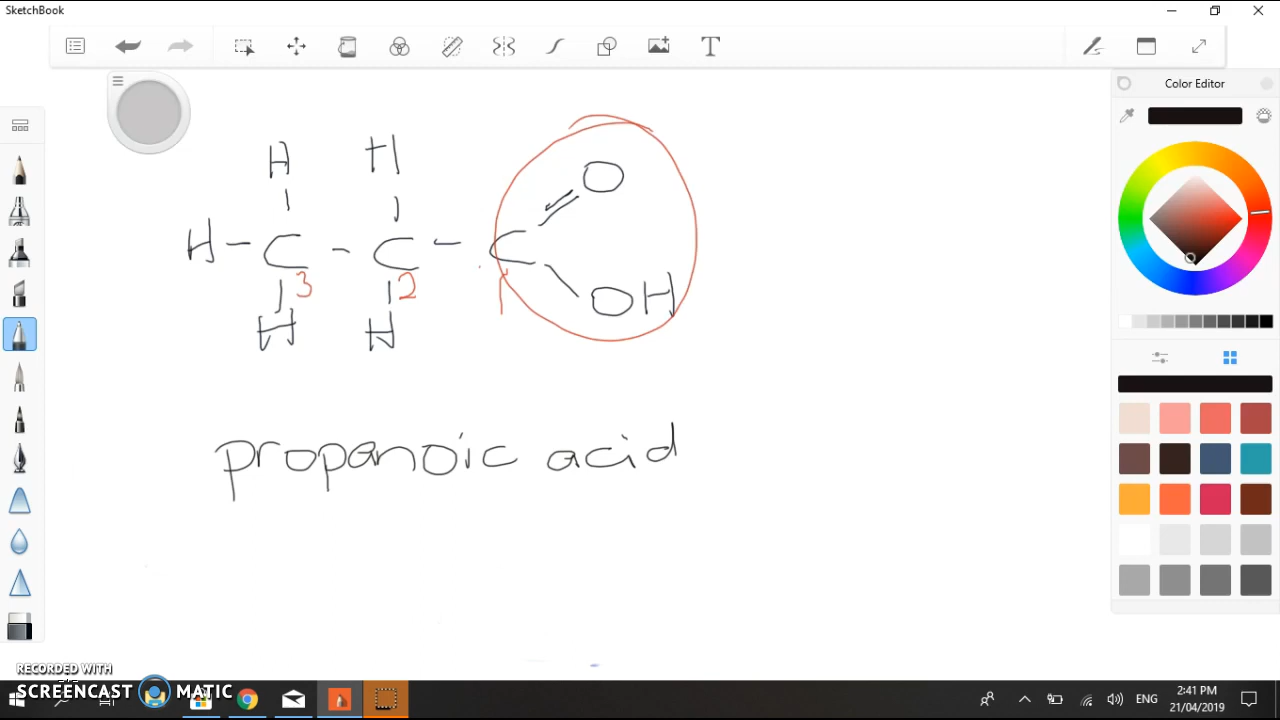 SketchBook
T
Color Editor
H H O
H - C - C - C = O
3 2 1
H H OH
propanoic acid
RECORDED WITH
SCREENCAST MATIC
ENG
2:41 PM
21/04/2019